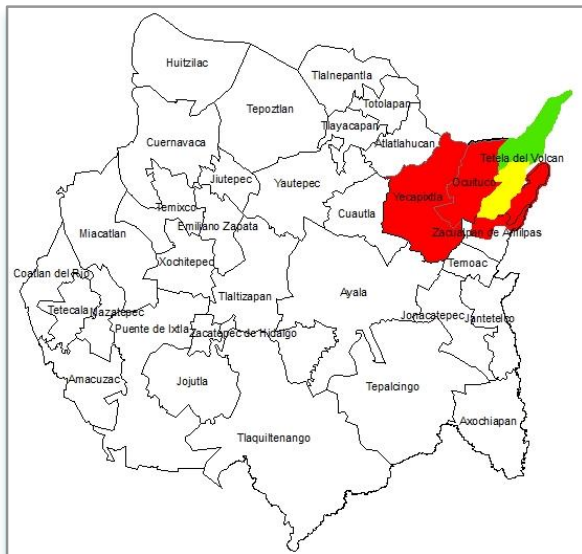 Huitzilac
Tlalnepantla
Tepoztlan
Totolapan
Tlayacapan
Atlatlahucan
Cuernavaca
Tetela del Volcan
Jiutepec
Yautepec
Ocuituco
Yecapixtla
Temixco
Cuautla
Emiliano Zapata
Miacatlan
Zacualpan de Amilpas
Xochitepec
Temoac
Coatlan del Rio
Tlaltizapan
Ayala
Tetecala
Mazatepec
Jonacatepec
Jantetelco
Puente de Ixtla
Zacatepec de Hidalgo
Amacuzac
Jojutla
Tepalcingo
Axochiapan
Tlaquiltenango